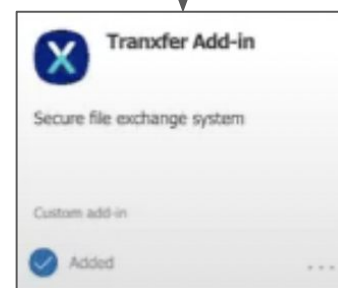 Tranxfer Add-in
Secure file exchange system
Custom add-in
Added
...